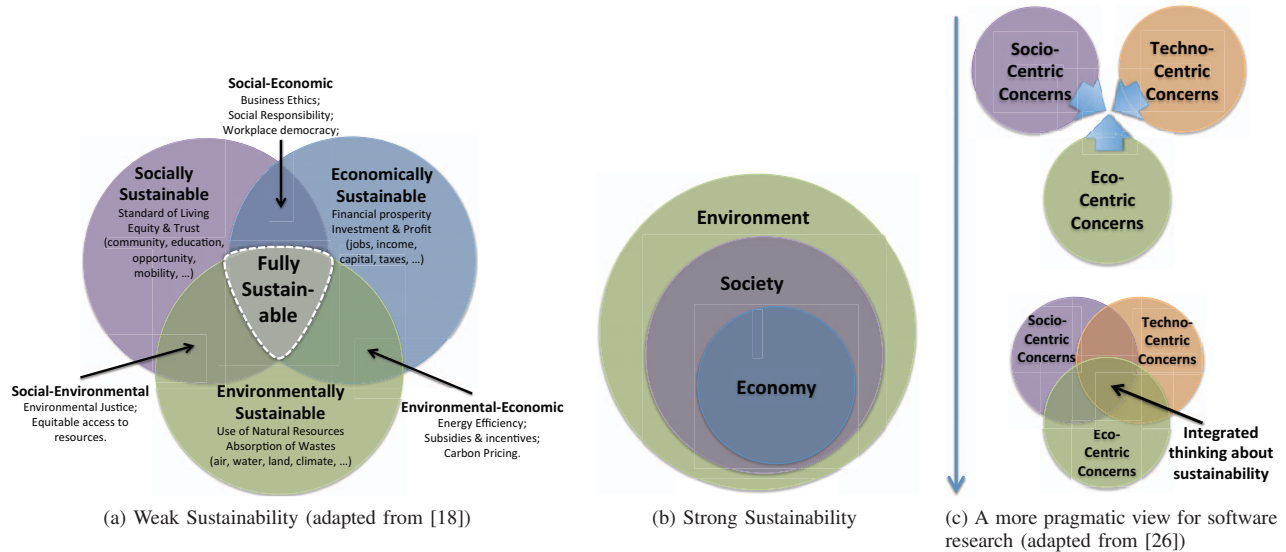 Social-Economic
Business Ethics;
Social Responsibility;
Workplace democracy;
Socially
Sustainable
Standard of Living
Equity & Trust
(community, education,
opportunity,
mobility, ...)
Economically
Sustainable
Financial prosperity
Investment & Profit
(jobs, income,
capital, taxes, ...)
Fully
Sustain-
able
Social-Environmental
Environmental Justice;
Equitable access to
resources.
Environmentally
Sustainable
Use of Natural Resources
Absorption of Wastes
(air, water, land, climate, ...)
Environmental-Economic
Energy Efficiency;
Subsidies & incentives;
Carbon Pricing.
(a) Weak Sustainability (adapted from [18])
Environment
Society
Economy
(b) Strong Sustainability
Socio-
Centric
Concerns
Techno-
Centric
Concerns
Eco-
Centric
Concerns
Socio-
Centric
Concerns
Techno-
Centric
Concerns
Eco-
Centric
Concerns
Integrated
thinking about
sustainability
(c) A more pragmatic view for software
research (adapted from [26])